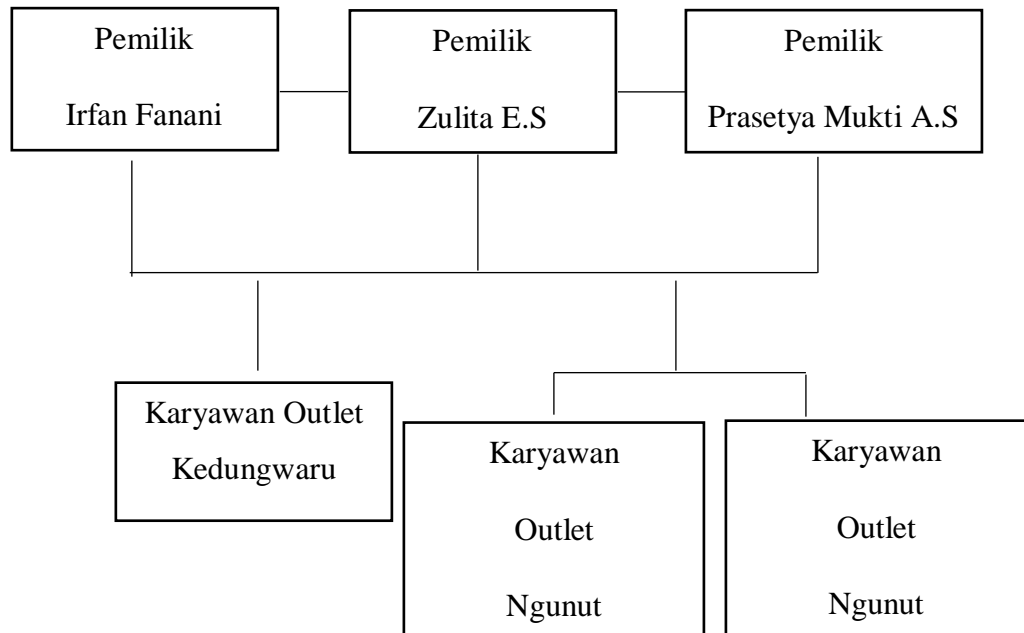 Pemilik
Irfan Fanani
Pemilik
Zulita E.S
Pemilik
Prasetya Mukti A.S
Karyawan Outlet
Kedungwaru
Karyawan
Outlet
Ngunut
Karyawan
Outlet
Ngunut